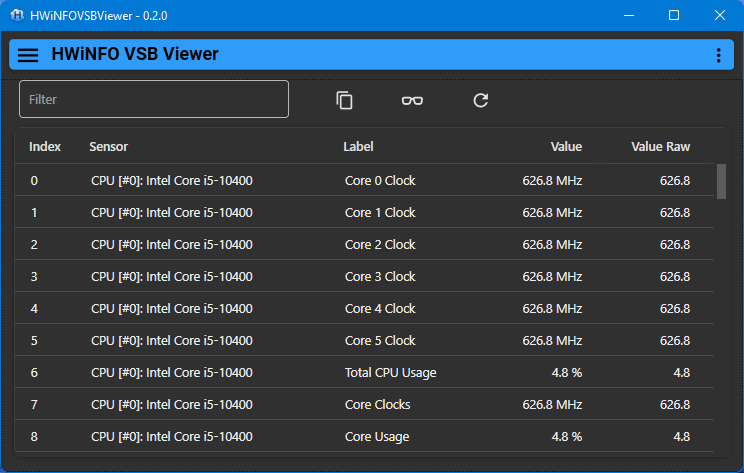 HWiNFOVSBViewer - 0.2.0
HWiNFO VSB Viewer
Filter
Index Sensor Label Value Value Raw
0 CPU [#0]: Intel Core i5-10400 Core 0 Clock 626.8 MHz 626.8
1 CPU [#0]: Intel Core i5-10400 Core 1 Clock 626.8 MHz 626.8
2 CPU [#0]: Intel Core i5-10400 Core 2 Clock 626.8 MHz 626.8
3 CPU [#0]: Intel Core i5-10400 Core 3 Clock 626.8 MHz 626.8
4 CPU [#0]: Intel Core i5-10400 Core 4 Clock 626.8 MHz 626.8
5 CPU [#0]: Intel Core i5-10400 Core 5 Clock 626.8 MHz 626.8
6 CPU [#0]: Intel Core i5-10400 Total CPU Usage 4.8 % 4.8
7 CPU [#0]: Intel Core i5-10400 Core Clocks 626.8 MHz 626.8
8 CPU [#0]: Intel Core i5-10400 Core Usage 4.8 % 4.8